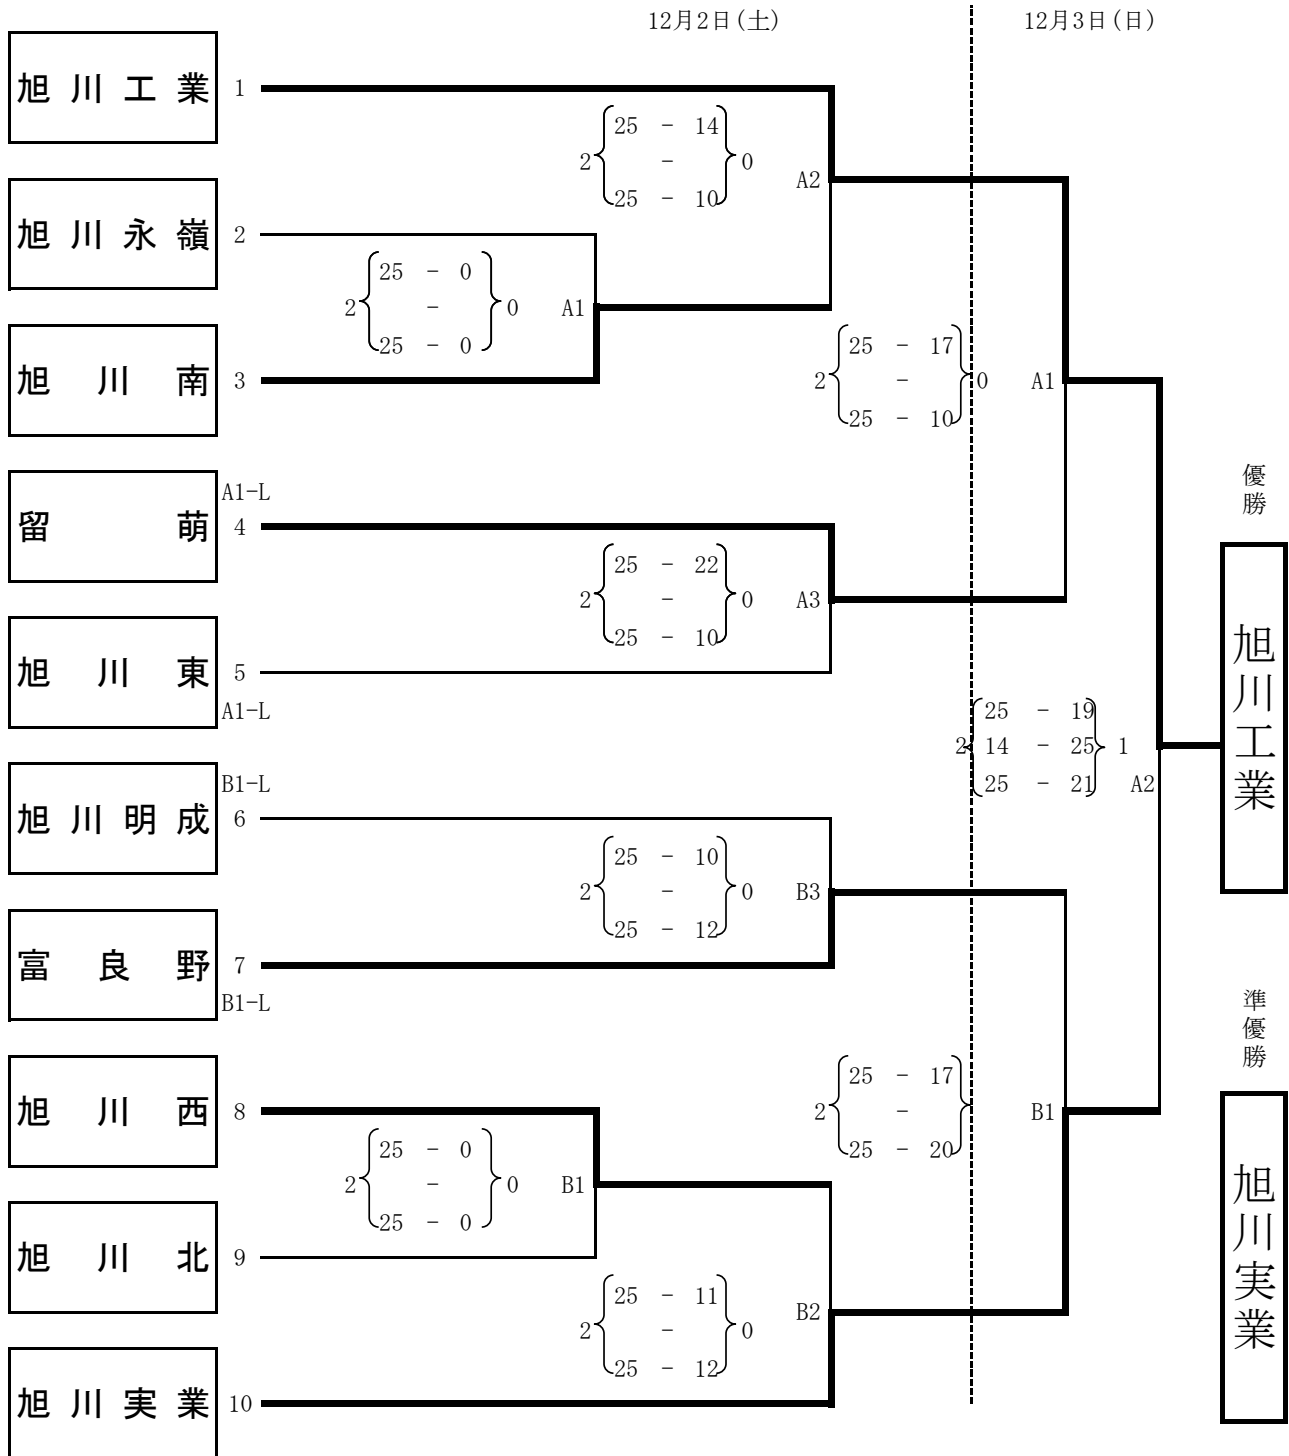 12月2日(土) 12月3日(日)
旭川工業 1
25 - 14
2 - 0
25 - 10
A2
旭川永嶺 2
25 - 0
2 - 0 A1
25 - 0
旭川南 3
25 - 17
2 - 0 A1
25 - 10
A1-L
留萌 4
25 - 22
2 - 0 A3
25 - 10
旭川東 5
A1-L
25 - 19
2 14 - 25 1
25 - 21 A2
B1-L
旭川明成 6
25 - 10
2 - 0 B3
25 - 12
富良野 7
B1-L
旭川西 8
25 - 17
2 - B1
25 - 20
25 - 0
2 - 0 B1
25 - 0
旭川北 9
25 - 11
2 - 0 B2
25 - 12
旭川実業 10
優勝
旭川工業
準優勝
旭川実業